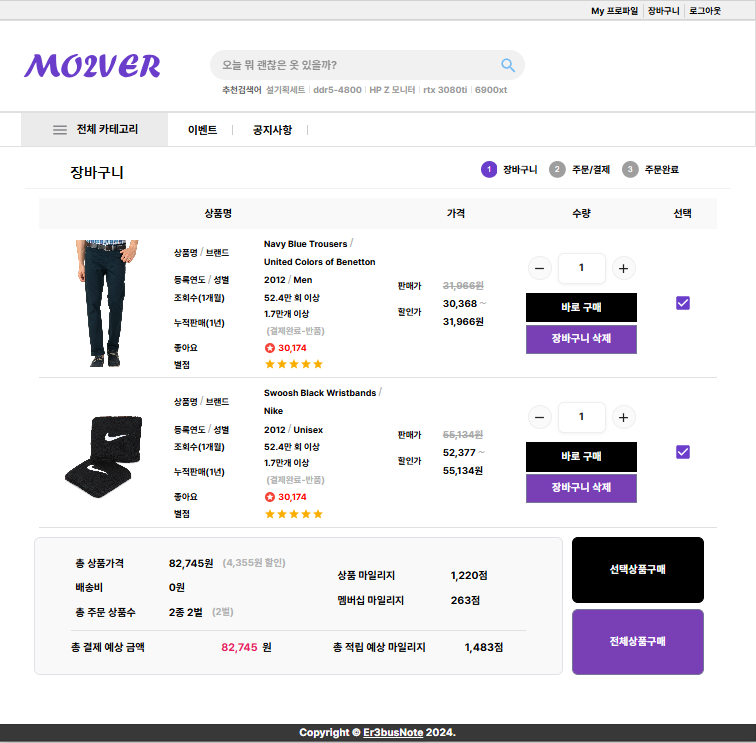 My 프로파일 장바구니 로그아웃
MO2VER
오늘 뭐 괜찮은 옷 있을까?
추천검색어 설기획세트 ddr5-4800 HP Z 모니터 rtx 3080ti 6900xt
전체 카테고리 이벤트 공지사항
장바구니 1 장바구니 2 주문/결제 3 주문완료
상품명 가격 수량 선택
상품명 / 브랜드 Navy Blue Trousers /
United Colors of Benetton
등록연도 / 성별 2012 / Men
조회수(1개월) 52.4만 회 이상
누적판매(1년) 1.7만개 이상
(결제완료-반품)
좋아요 30,174
별점
판매가 31,966원
할인가 30,368 ~
31,966원
1
바로 구매
장바구니 삭제
상품명 / 브랜드 Swoosh Black Wristbands /
Nike
등록연도 / 성별 2012 / Unisex
조회수(1개월) 52.4만 회 이상
누적판매(1년) 1.7만개 이상
(결제완료-반품)
좋아요 30,174
별점
판매가 55,134원
할인가 52,377 ~
55,134원
1
바로 구매
장바구니 삭제
총 상품가격 82,745원 (4,355원 할인)
배송비 0원
총 주문 상품수 2종 2벌 (2벌)
상품 마일리지 1,220점
멤버십 마일리지 263점
총 결제 예상 금액 82,745 원 총 적립 예상 마일리지 1,483점
선택상품구매
전체상품구매
Copyright © Er3busNote 2024.